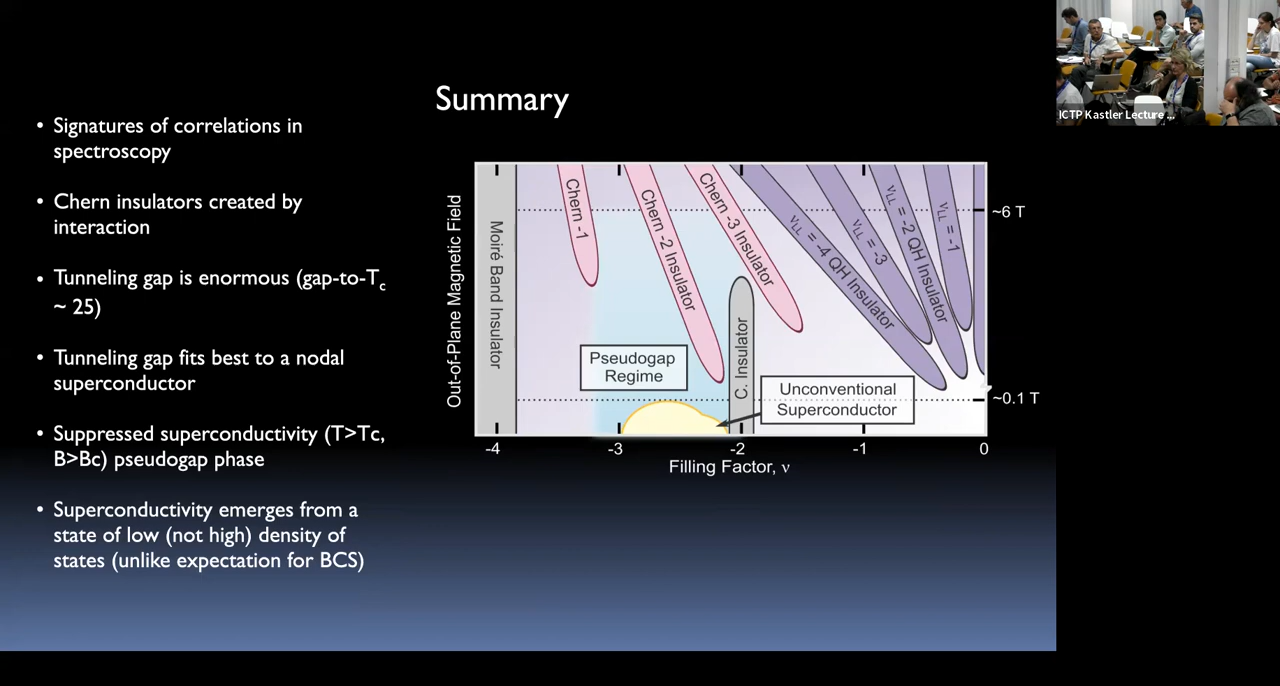 Summary
• Signatures of correlations in
spectroscopy
• Chern insulators created by
interaction
• Tunneling gap is enormous (gap-to-Tc
~ 25)
• Tunneling gap fits best to a nodal
superconductor
• Suppressed superconductivity (T>Tc,
B>Bc) pseudogap phase
• Superconductivity emerges from a
state of low (not high) density of
states (unlike expectation for BCS)
Out-of-Plane Magnetic Field
Moiré Band Insulator
Chern -1
Chern -2 Insulator
Chern -3 Insulator
C. Insulator
νLL = -4 QH Insulator
νLL = -3
νLL = -2 QH Insulator
νLL = -1
~6 T
~0.1 T
Pseudogap
Regime
Unconventional
Superconductor
-4
-3
-2
-1
0
Filling Factor, ν
ICTP Kastler Lecture ...